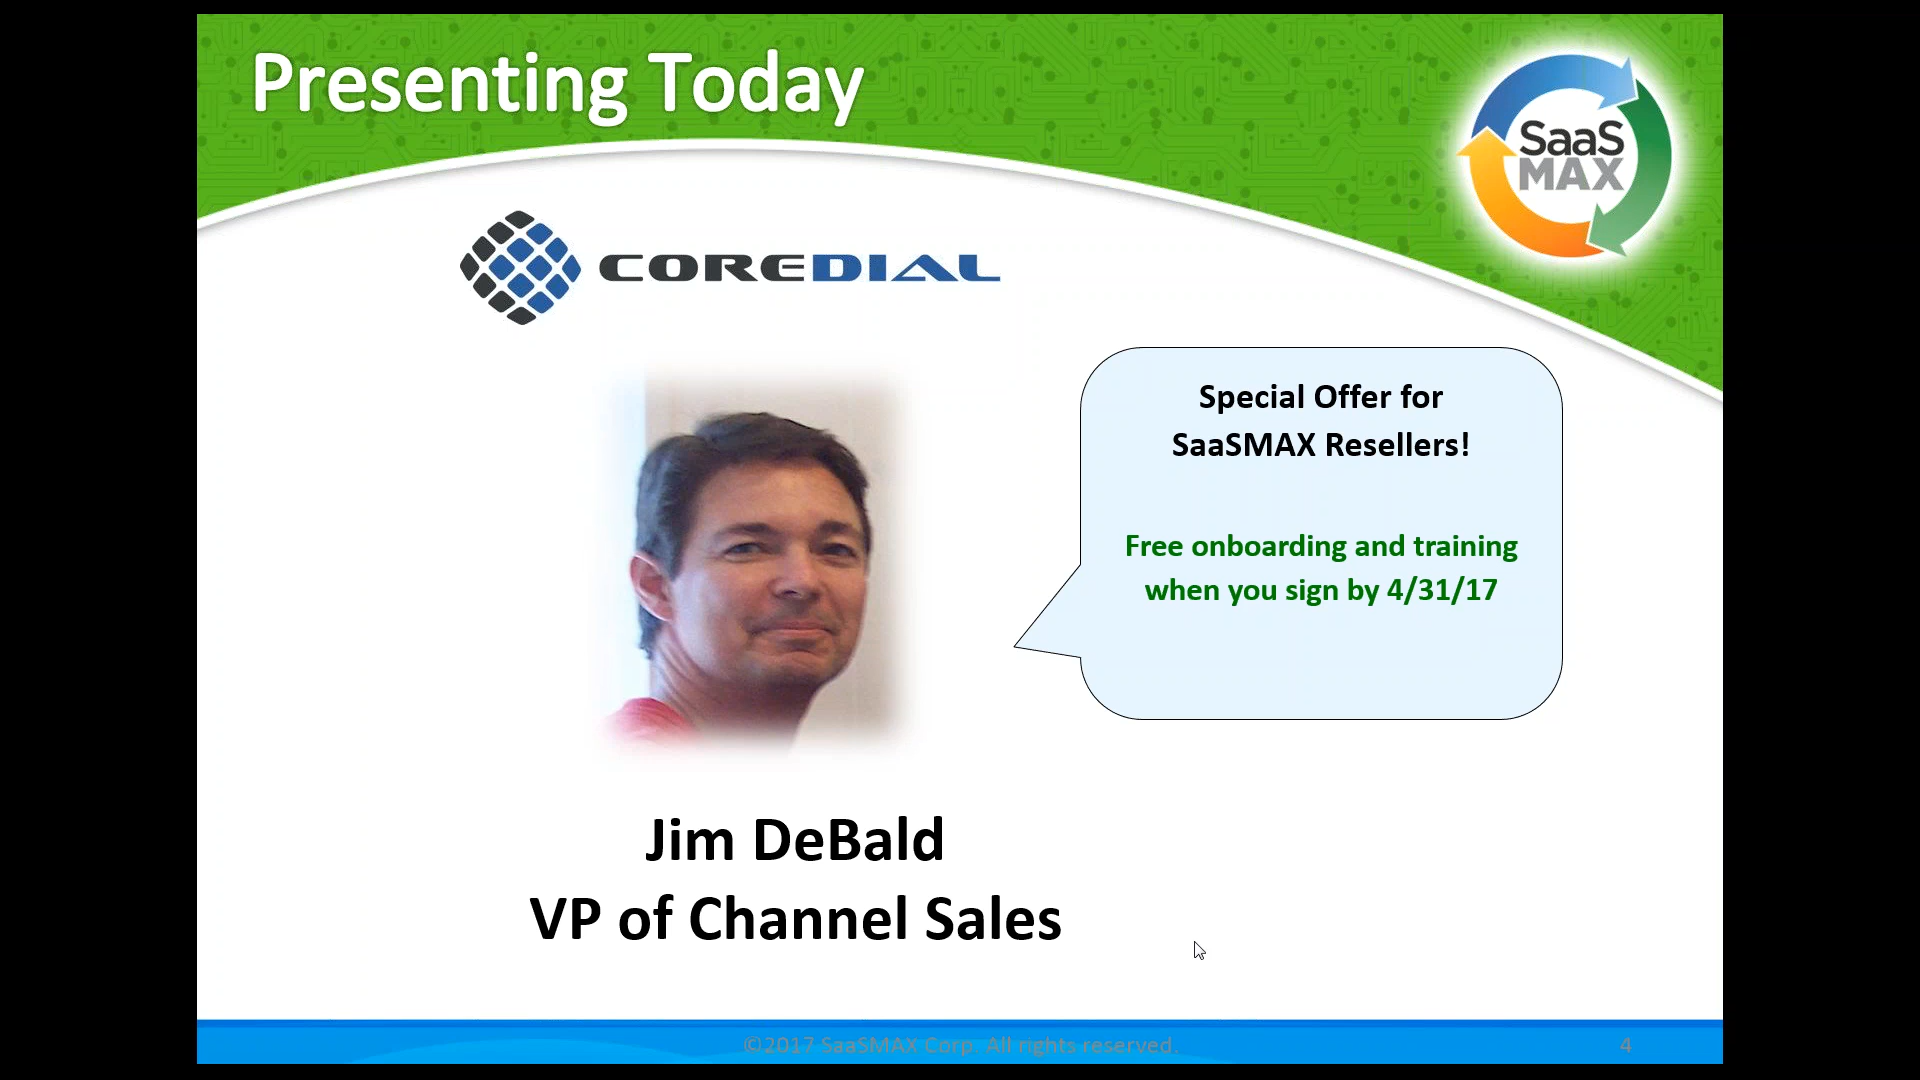 Presenting Today
SaaS
MAX
COREDIAL
Special Offer for
SaaSMAX Resellers!
Free onboarding and training
when you sign by 4/31/17
Jim DeBald
VP of Channel Sales
©2017 SaaSMAX Corp. All rights reserved.
4